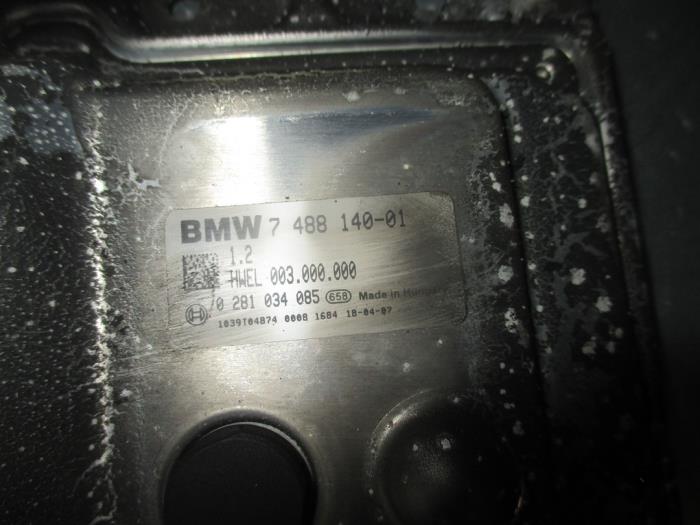 BMW 7 488 140-01
1.2
HWEL 003.000.000
0 281 034 085 658 Made in
1039T04874 0008 1684 18-04-07